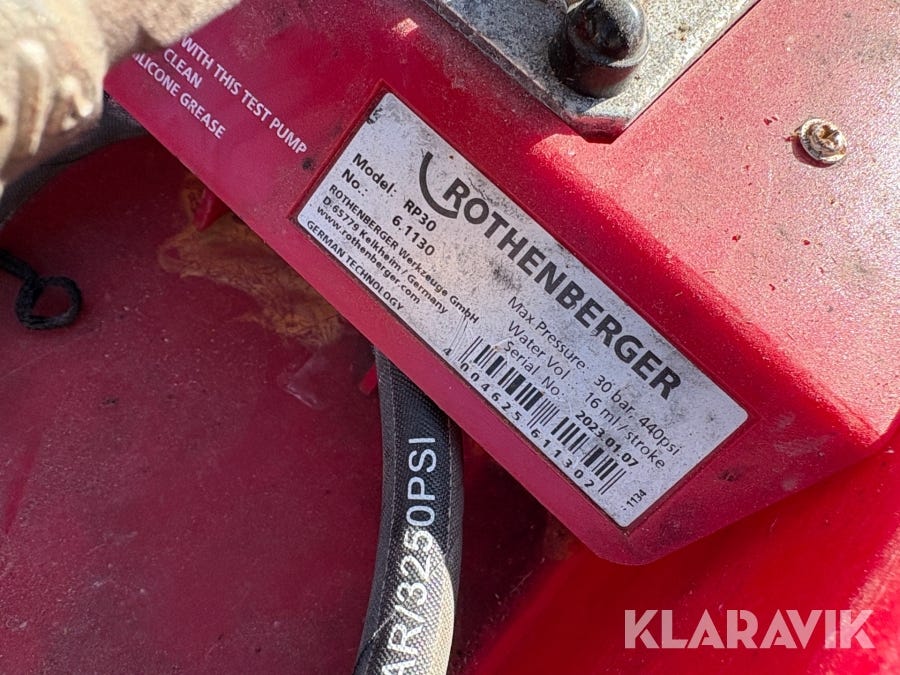 WITH THIS TEST PUMP
CLEAN
SILICONE GREASE
ROTHENBERGER
Model: RP30
No.: 6.1130
ROTHENBERGER Werkzeuge GmbH
D-65779 Kelkheim / Germany
www.rothenberger.com
GERMAN TECHNOLOGY
Max.Pressure 30 bar, 440psi
Water Vol 16 ml / stroke
Serial No. 2023.01.07
4 004625 611302
1134
AR/3250PSI
KLARAVIK